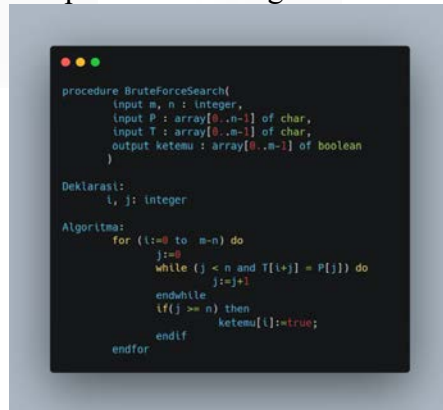 procedure BruteForceSearch(
input m, n : integer,
input P : array[0..n-1] of char,
input T : array[0..m-1] of char,
output ketemu : array[0..m-1] of boolean
)
Deklarasi:
i, j: integer
Algoritma:
for (i:=0 to m-n) do
j:=0
while (j < n and T[i+j] = P[j]) do
j:=j+1
endwhile
if(j >= n) then
ketemu[i]:=true;
endif
endfor